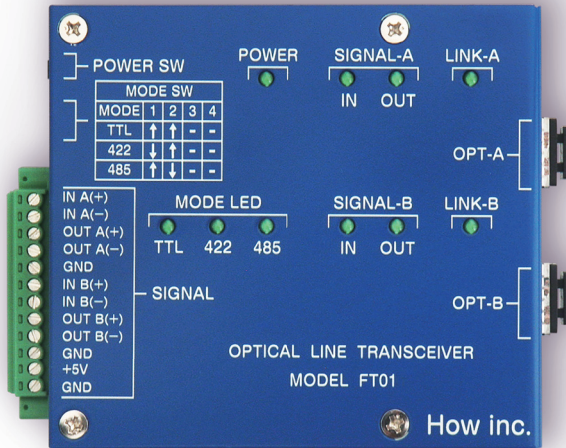 POWER SW
POWER
SIGNAL-A
LINK-A
IN OUT
MODE SW
MODE 1 2 3 4
TTL ↑ ↑ - -
422 ↓ ↑ - -
485 ↑ ↓ - -
OPT-A
IN A(+)
IN A(-)
OUT A(+)
OUT A(-)
GND
IN B(+)
IN B(-)
OUT B(+)
OUT B(-)
GND
+5V
GND
SIGNAL
MODE LED
TTL 422 485
SIGNAL-B
IN OUT
LINK-B
OPT-B
OPTICAL LINE TRANSCEIVER
MODEL FT01
How inc.